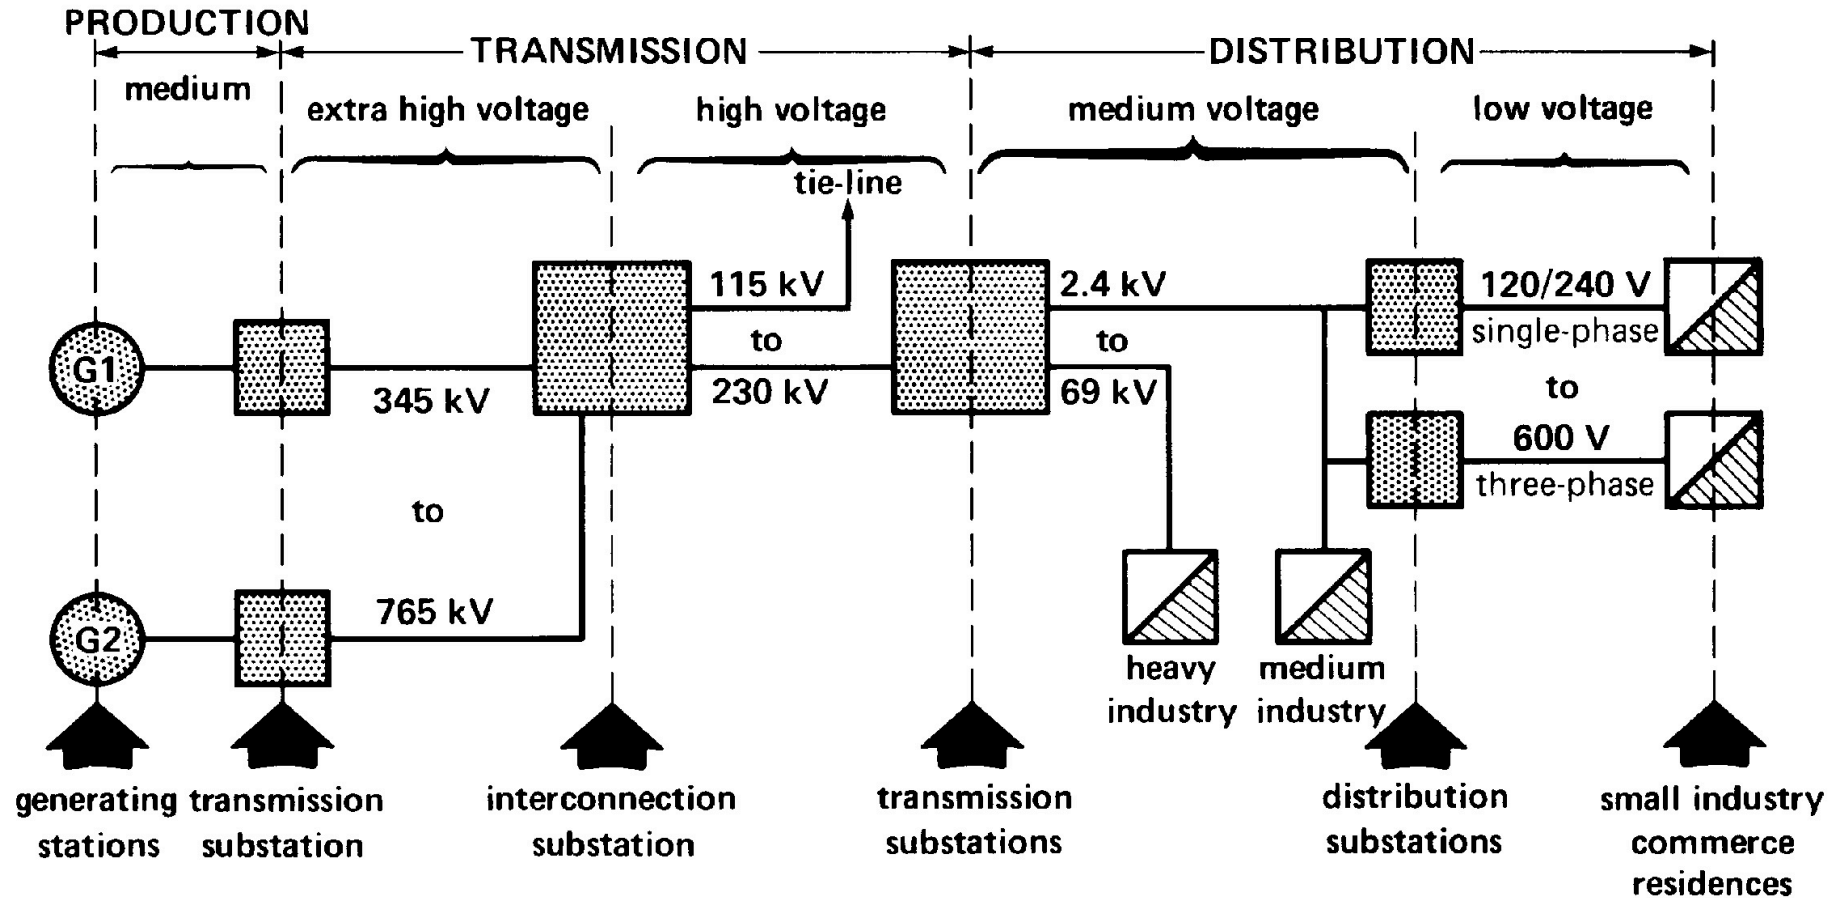 PRODUCTION
TRANSMISSION
DISTRIBUTION
medium
extra high voltage
high voltage
medium voltage
low voltage
tie-line
115 kV
to
230 kV
2.4 kV
to
69 kV
120/240 V
single-phase
to
600 V
three-phase
G1
345 kV
to
765 kV
G2
heavy
industry
medium
industry
generating
stations
transmission
substation
interconnection
substation
transmission
substations
distribution
substations
small industry
commerce
residences